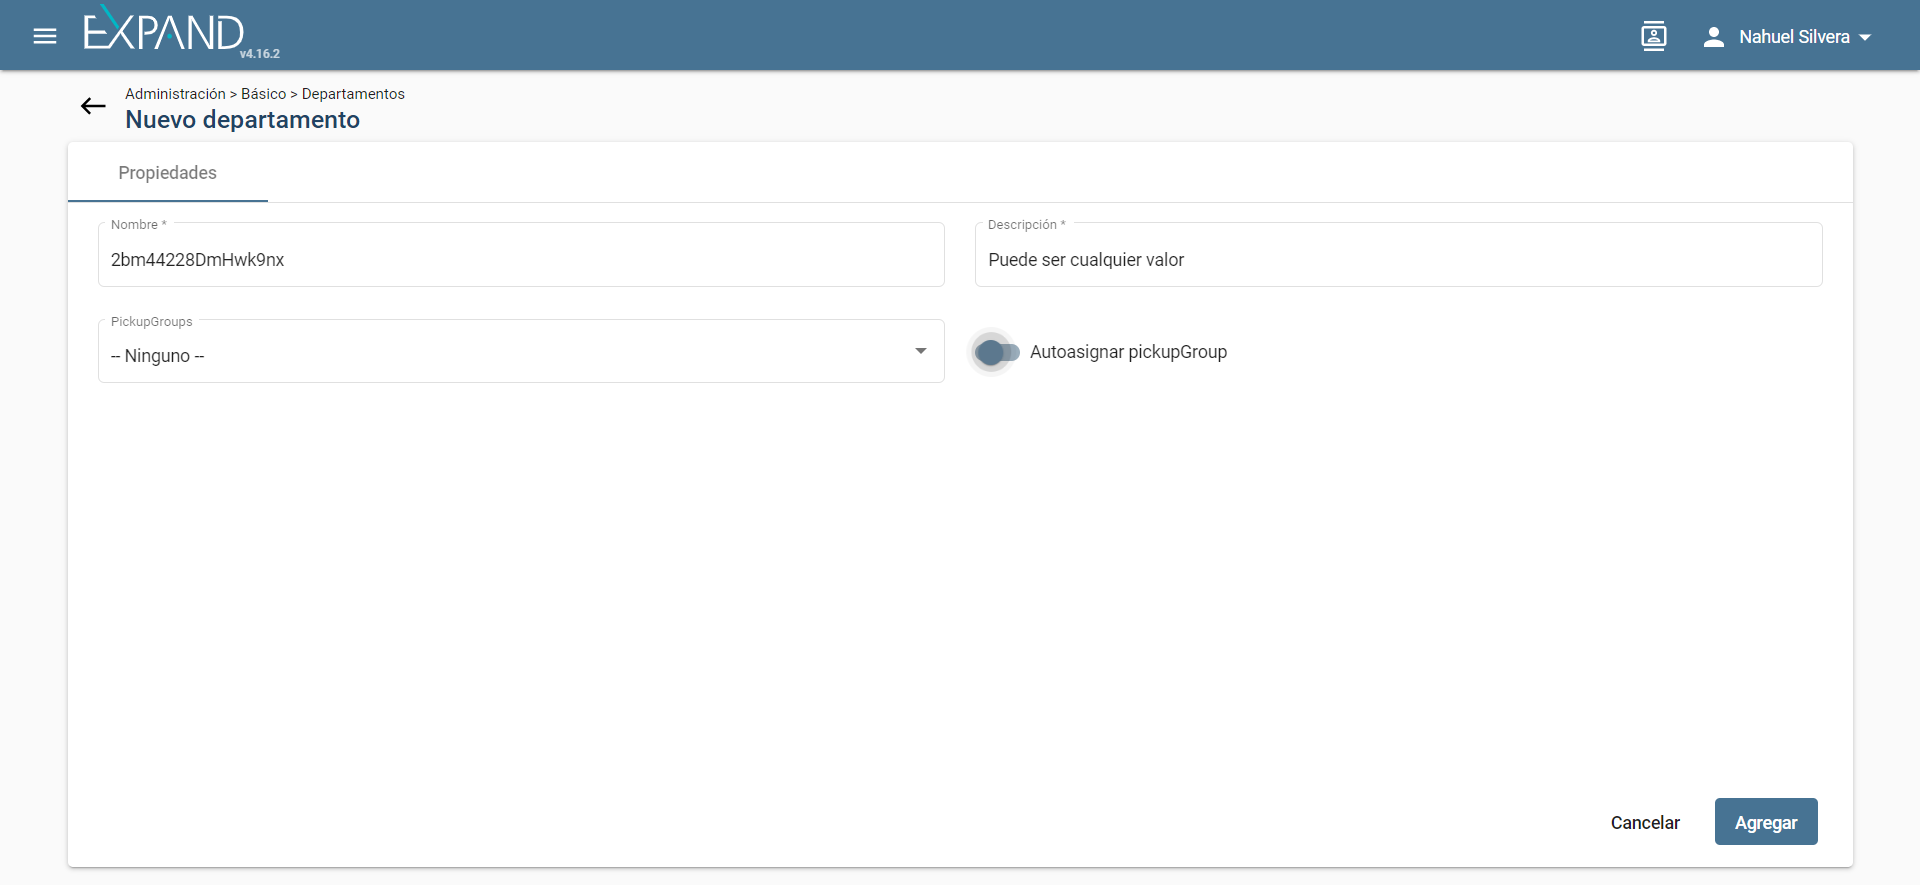 EXPAND
v4.16.2
Nahuel Silvera
Administración > Básico > Departamentos
Nuevo departamento
Propiedades
Nombre *
2bm44228DmHwk9nx
Descripción *
Puede ser cualquier valor
PickupGroups
-- Ninguno --
Autoasignar pickupGroup
Cancelar
Agregar